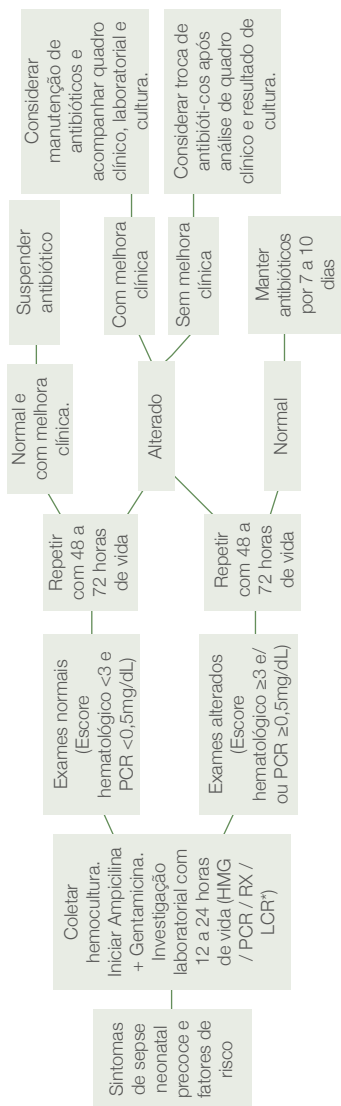 Sintomas
de sepse
neonatal
precoce e
fatores de
risco
Coletar
hemocultura.
Iniciar Ampicilina
+ Gentamicina.
Investigação
laboratorial com
12 a 24 horas
de vida (HMG
/ PCR / RX /
LCR*)
Exames normais
(Escore
hematológico <3 e
PCR <0,5mg/dL)
Exames alterados
(Escore
hematológico ≥3 e/
ou PCR ≥0,5mg/dL)
Repetir
com 48 a
72 horas
de vida
Repetir
com 48 a
72 horas
de vida
Normal e
com melhora
clínica.
Alterado
Normal
Suspender
antibiótico
Com melhora
clínica
Sem melhora
clínica
Manter
antibióticos
por 7 a 10
dias
Considerar
manutenção de
antibióticos e
acompanhar quadro
clínico, laboratorial e
cultura.
Considerar troca de
antibióti-cos após
análise de quadro
clínico e resultado de
cultura.